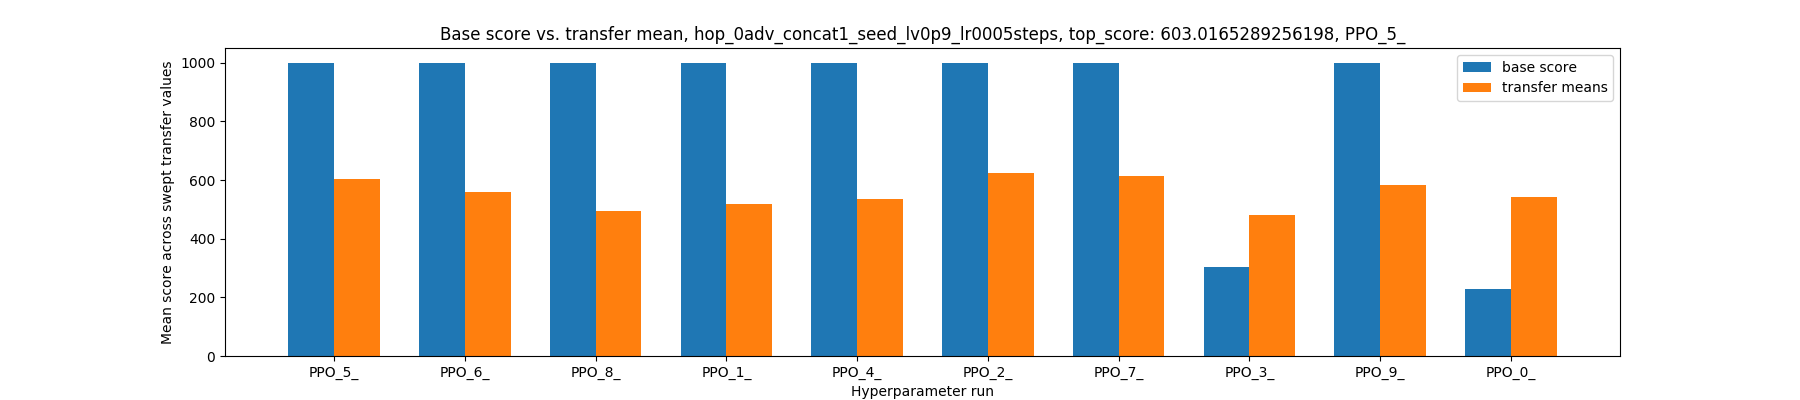 Base score vs. transfer mean, hop_0adv_concat1_seed_lv0p9_lr0005steps, top_score: 603.0165289256198, PPO_5_
Mean score across swept transfer values
1000
800
600
400
200
0
base score
transfer means
PPO_5_ PPO_6_ PPO_8_ PPO_1_ PPO_4_ PPO_2_ PPO_7_ PPO_3_ PPO_9_ PPO_0_
Hyperparameter run